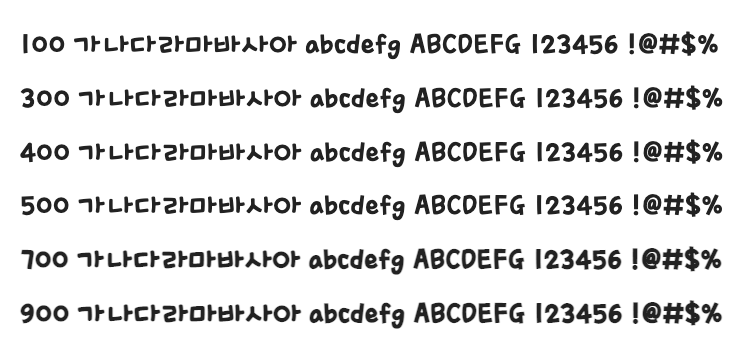 100 가나다라마바사아 abcdefg ABCDEFG 123456 !@#$%
300 가나다라마바사아 abcdefg ABCDEFG 123456 !@#$%
400 가나다라마바사아 abcdefg ABCDEFG 123456 !@#$%
500 가나다라마바사아 abcdefg ABCDEFG 123456 !@#$%
700 가나다라마바사아 abcdefg ABCDEFG 123456 !@#$%
900 가나다라마바사아 abcdefg ABCDEFG 123456 !@#$%